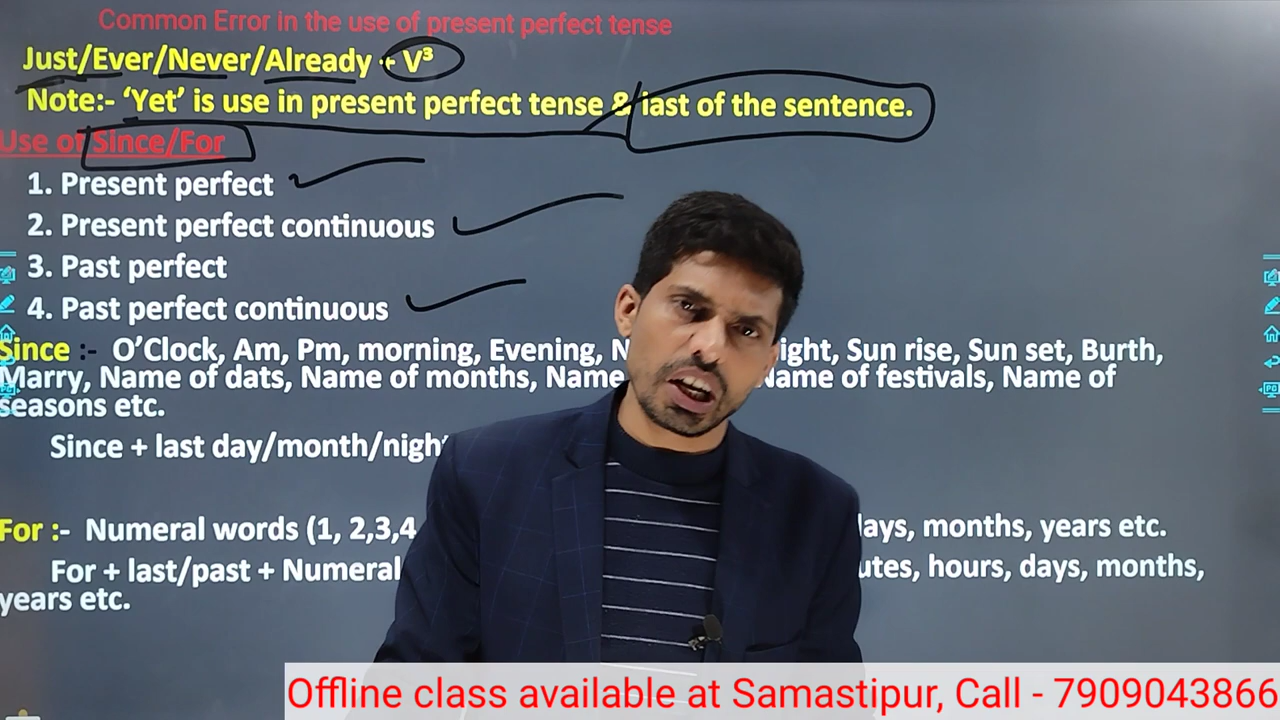 Common Error in the use of present perfect tense
Just/Ever/Never/Already + V³
Note:- ‘Yet’ is use in present perfect tense & last of the sentence.
Use of Since/For
1. Present perfect
2. Present perfect continuous
3. Past perfect
4. Past perfect continuous
Since :- O’Clock, Am, Pm, morning, Evening, Sun rise, Sun set, Burth,
Marry, Name of dats, Name of months, Name Name of festivals, Name of
seasons etc.
Since + last day/month/night
For :- Numeral words (1, 2,3,4 days, months, years etc.
For + last/past + Numeral hours, days, months,
years etc.
Offline class available at Samastipur, Call - 7909043866